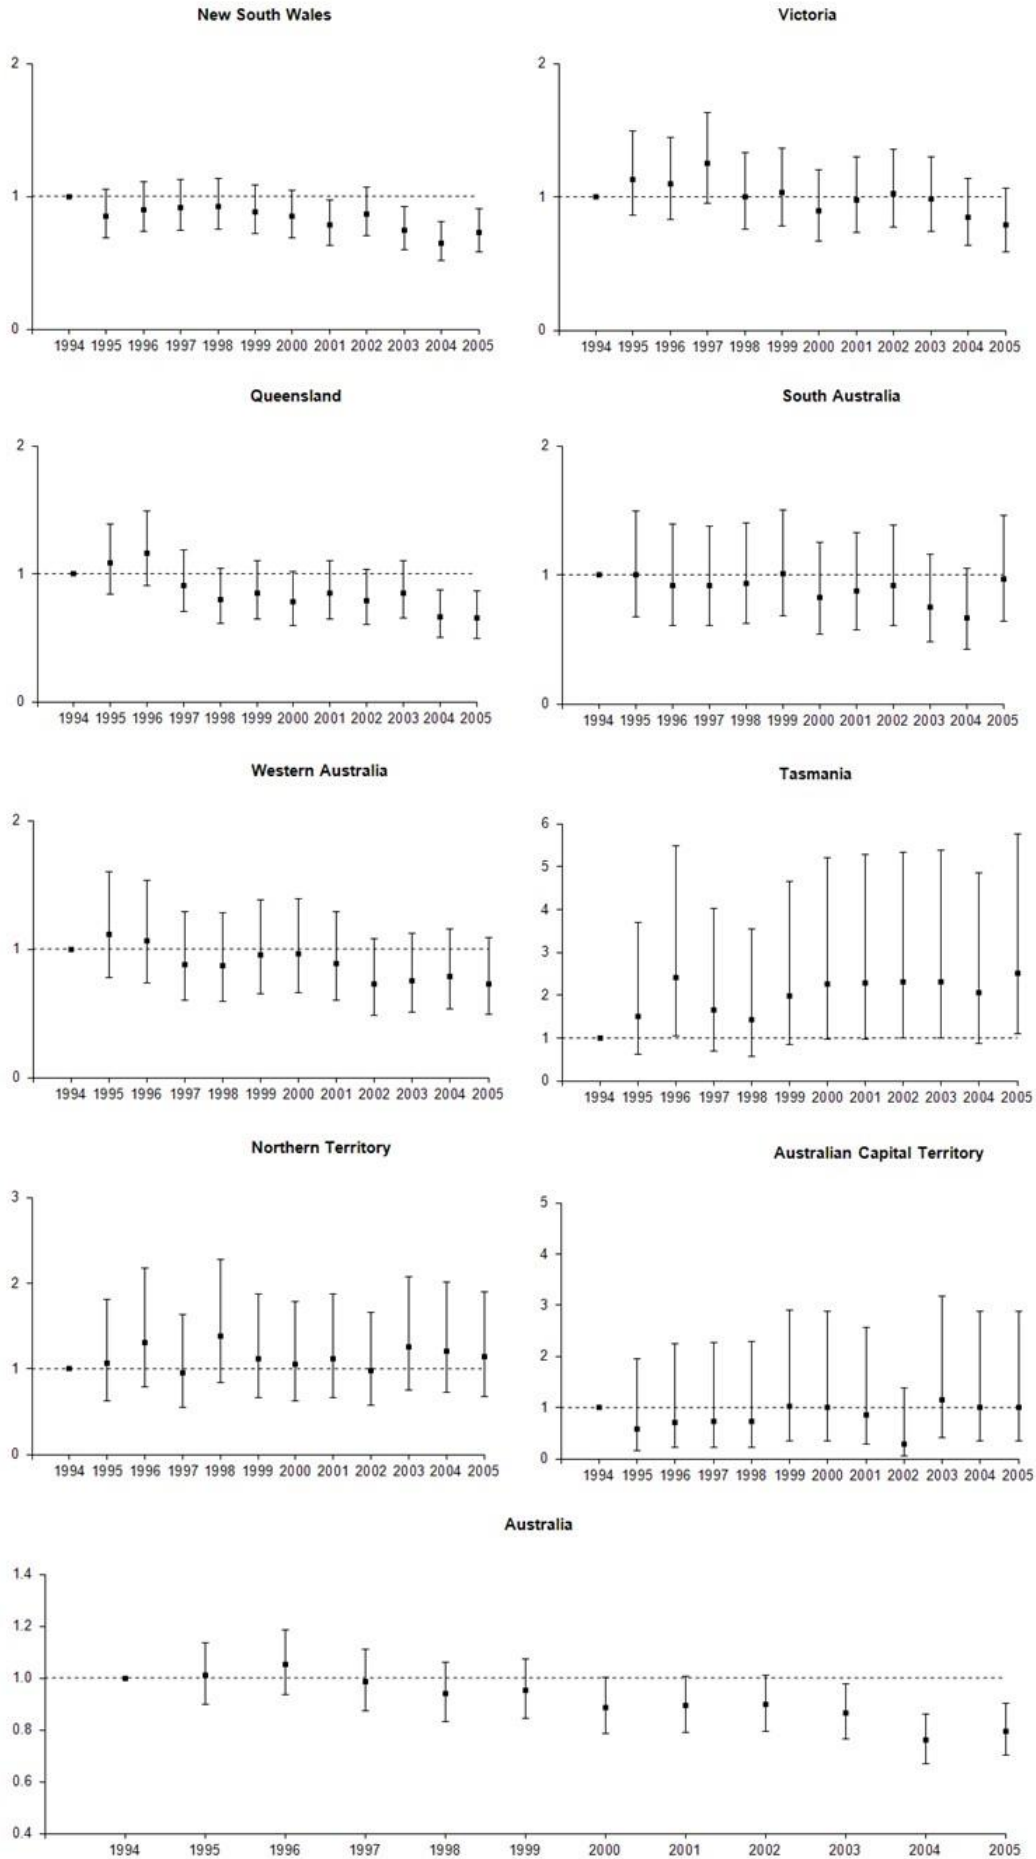 New South Wales
2
1
0
1994 1995 1996 1997 1998 1999 2000 2001 2002 2003 2004 2005
Victoria
2
1
0
1994 1995 1996 1997 1998 1999 2000 2001 2002 2003 2004 2005
Queensland
2
1
0
1994 1995 1996 1997 1998 1999 2000 2001 2002 2003 2004 2005
South Australia
2
1
0
1994 1995 1996 1997 1998 1999 2000 2001 2002 2003 2004 2005
Western Australia
2
1
0
1994 1995 1996 1997 1998 1999 2000 2001 2002 2003 2004 2005
Tasmania
6
5
4
3
2
1
0
1994 1995 1996 1997 1998 1999 2000 2001 2002 2003 2004 2005
Northern Territory
3
2
1
0
1994 1995 1996 1997 1998 1999 2000 2001 2002 2003 2004 2005
Australian Capital Territory
5
4
3
2
1
0
1994 1995 1996 1997 1998 1999 2000 2001 2002 2003 2004 2005
Australia
1.4
1.2
1.0
0.8
0.6
0.4
1994 1995 1996 1997 1998 1999 2000 2001 2002 2003 2004 2005